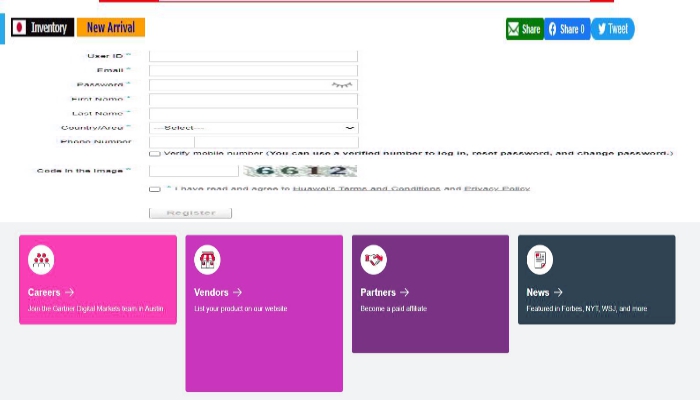 Inventory New Arrival Share Share 0 Tweet
User ID *
Email *
Password *
First Name *
Last Name *
Country/Area * ---Select---
Phone Number
Verify mobile number (You can use a verified number to log in, reset password, and change password.)
Code in the image * 6612
* I have read and agree to Huawei's Terms and Conditions and Privacy Policy
Register
Careers → Vendors → Partners → News →
Join the Gartner Digital Markets team in Austin List your product on our website Become a paid affiliate Featured in Forbes, NYT, WSJ, and more